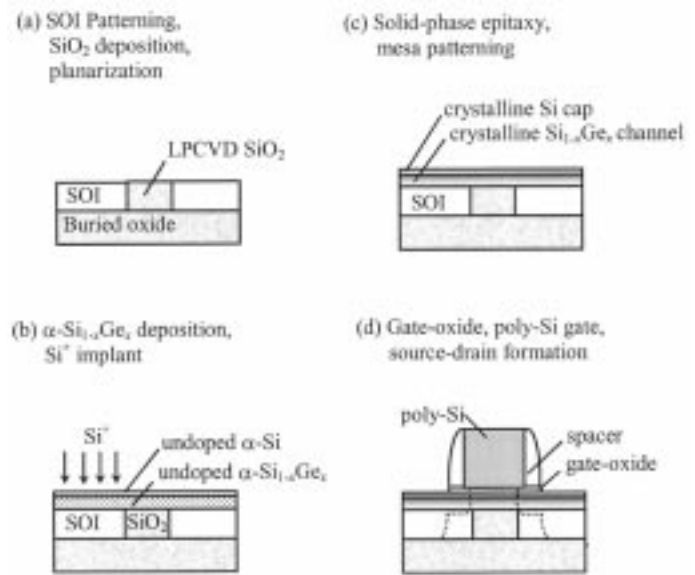 (a) SOI Patterning,
SiO₂ deposition,
planarization
LPCVD SiO₂
SOI
Buried oxide
(c) Solid-phase epitaxy,
mesa patterning
crystalline Si cap
crystalline Si₁₋ₓGeₓ channel
SOI
(b) α-Si₁₋ₓGeₓ deposition,
Si⁺ implant
Si⁺
undoped α-Si
undoped α-Si₁₋ₓGeₓ
SOI
SiO₂
(d) Gate-oxide, poly-Si gate,
source-drain formation
poly-Si
spacer
gate-oxide